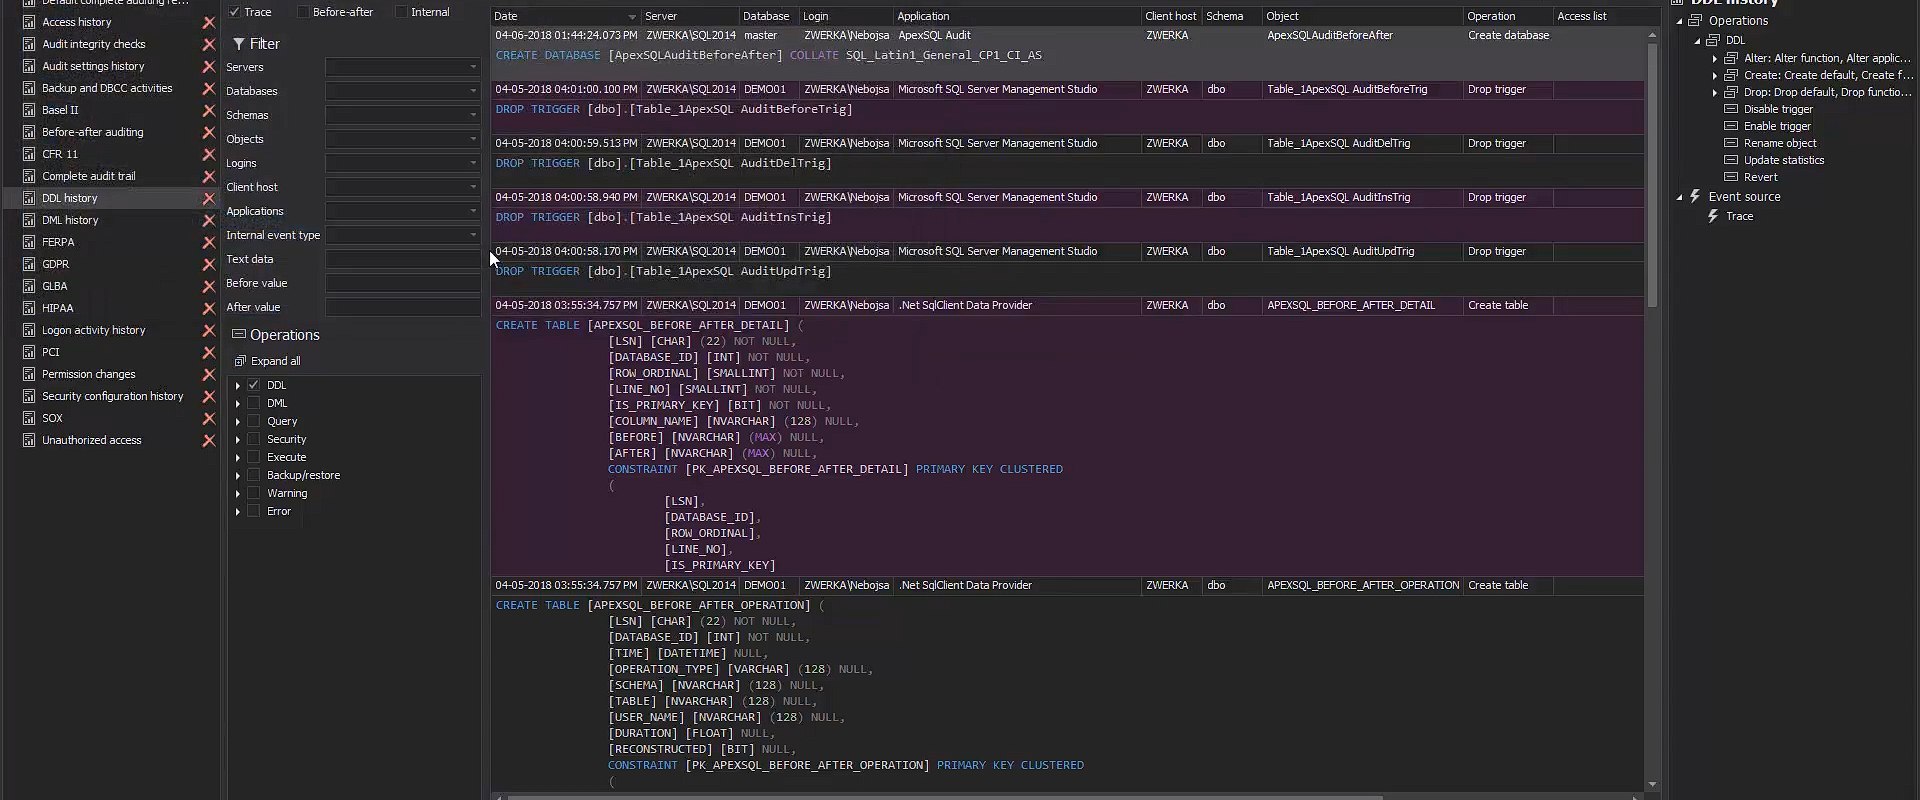 Default complete auditing re...
Access history
Audit integrity checks
Audit settings history
Backup and DBCC activities
Basel II
Before-after auditing
CFR 11
Complete audit trail
DDL history
DML history
FERPA
GDPR
GLBA
HIPAA
Logon activity history
PCI
Permission changes
Security configuration history
SOX
Unauthorized access
Trace Before-after Internal
Filter
Servers
Databases
Schemas
Objects
Logins
Client host
Applications
Internal event type
Text data
Before value
After value
Operations
Expand all
DDL
DML
Query
Security
Execute
Backup/restore
Warning
Error
Date Server Database Login Application Client host Schema Object Operation Access list
04-06-2018 01:44:24.073 PM ZWERKA\SQL2014 master ZWERKA\Nebojsa ApexSQL Audit ZWERKA ApexSQLAuditBeforeAfter Create database
CREATE DATABASE [ApexSQLAuditBeforeAfter] COLLATE SQL_Latin1_General_CP1_CI_AS
04-05-2018 04:01:00.100 PM ZWERKA\SQL2014 DEMO01 ZWERKA\Nebojsa Microsoft SQL Server Management Studio ZWERKA dbo Table_1ApexSQL AuditBeforeTrig Drop trigger
DROP TRIGGER [dbo].[Table_1ApexSQL AuditBeforeTrig]
04-05-2018 04:00:59.513 PM ZWERKA\SQL2014 DEMO01 ZWERKA\Nebojsa Microsoft SQL Server Management Studio ZWERKA dbo Table_1ApexSQL AuditDelTrig Drop trigger
DROP TRIGGER [dbo].[Table_1ApexSQL AuditDelTrig]
04-05-2018 04:00:58.940 PM ZWERKA\SQL2014 DEMO01 ZWERKA\Nebojsa Microsoft SQL Server Management Studio ZWERKA dbo Table_1ApexSQL AuditInsTrig Drop trigger
DROP TRIGGER [dbo].[Table_1ApexSQL AuditInsTrig]
04-05-2018 04:00:58.170 PM ZWERKA\SQL2014 DEMO01 ZWERKA\Nebojsa Microsoft SQL Server Management Studio ZWERKA dbo Table_1ApexSQL AuditUpdTrig Drop trigger
DROP TRIGGER [dbo].[Table_1ApexSQL AuditUpdTrig]
04-05-2018 03:55:34.757 PM ZWERKA\SQL2014 DEMO01 ZWERKA\Nebojsa .Net SqlClient Data Provider ZWERKA dbo APEXSQL_BEFORE_AFTER_DETAIL Create table
CREATE TABLE [APEXSQL_BEFORE_AFTER_DETAIL] (
[LSN] [CHAR] (22) NOT NULL,
[DATABASE_ID] [INT] NOT NULL,
[ROW_ORDINAL] [SMALLINT] NOT NULL,
[LINE_NO] [SMALLINT] NOT NULL,
[IS_PRIMARY_KEY] [BIT] NOT NULL,
[COLUMN_NAME] [NVARCHAR] (128) NULL,
[BEFORE] [NVARCHAR] (MAX) NULL,
[AFTER] [NVARCHAR] (MAX) NULL,
CONSTRAINT [PK_APEXSQL_BEFORE_AFTER_DETAIL] PRIMARY KEY CLUSTERED
(
[LSN],
[DATABASE_ID],
[ROW_ORDINAL],
[LINE_NO],
[IS_PRIMARY_KEY]
04-05-2018 03:55:34.757 PM ZWERKA\SQL2014 DEMO01 ZWERKA\Nebojsa .Net SqlClient Data Provider ZWERKA dbo APEXSQL_BEFORE_AFTER_OPERATION Create table
CREATE TABLE [APEXSQL_BEFORE_AFTER_OPERATION] (
[LSN] [CHAR] (22) NOT NULL,
[DATABASE_ID] [INT] NOT NULL,
[TIME] [DATETIME] NULL,
[OPERATION_TYPE] [VARCHAR] (128) NULL,
[SCHEMA] [NVARCHAR] (128) NULL,
[TABLE] [NVARCHAR] (128) NULL,
[USER_NAME] [NVARCHAR] (128) NULL,
[DURATION] [FLOAT] NULL,
[RECONSTRUCTED] [BIT] NULL,
CONSTRAINT [PK_APEXSQL_BEFORE_AFTER_OPERATION] PRIMARY KEY CLUSTERED
(
DDL history
Operations
DDL
Alter: Alter function, Alter applic...
Create: Create default, Create f...
Drop: Drop default, Drop functio...
Disable trigger
Enable trigger
Rename object
Update statistics
Revert
Event source
Trace